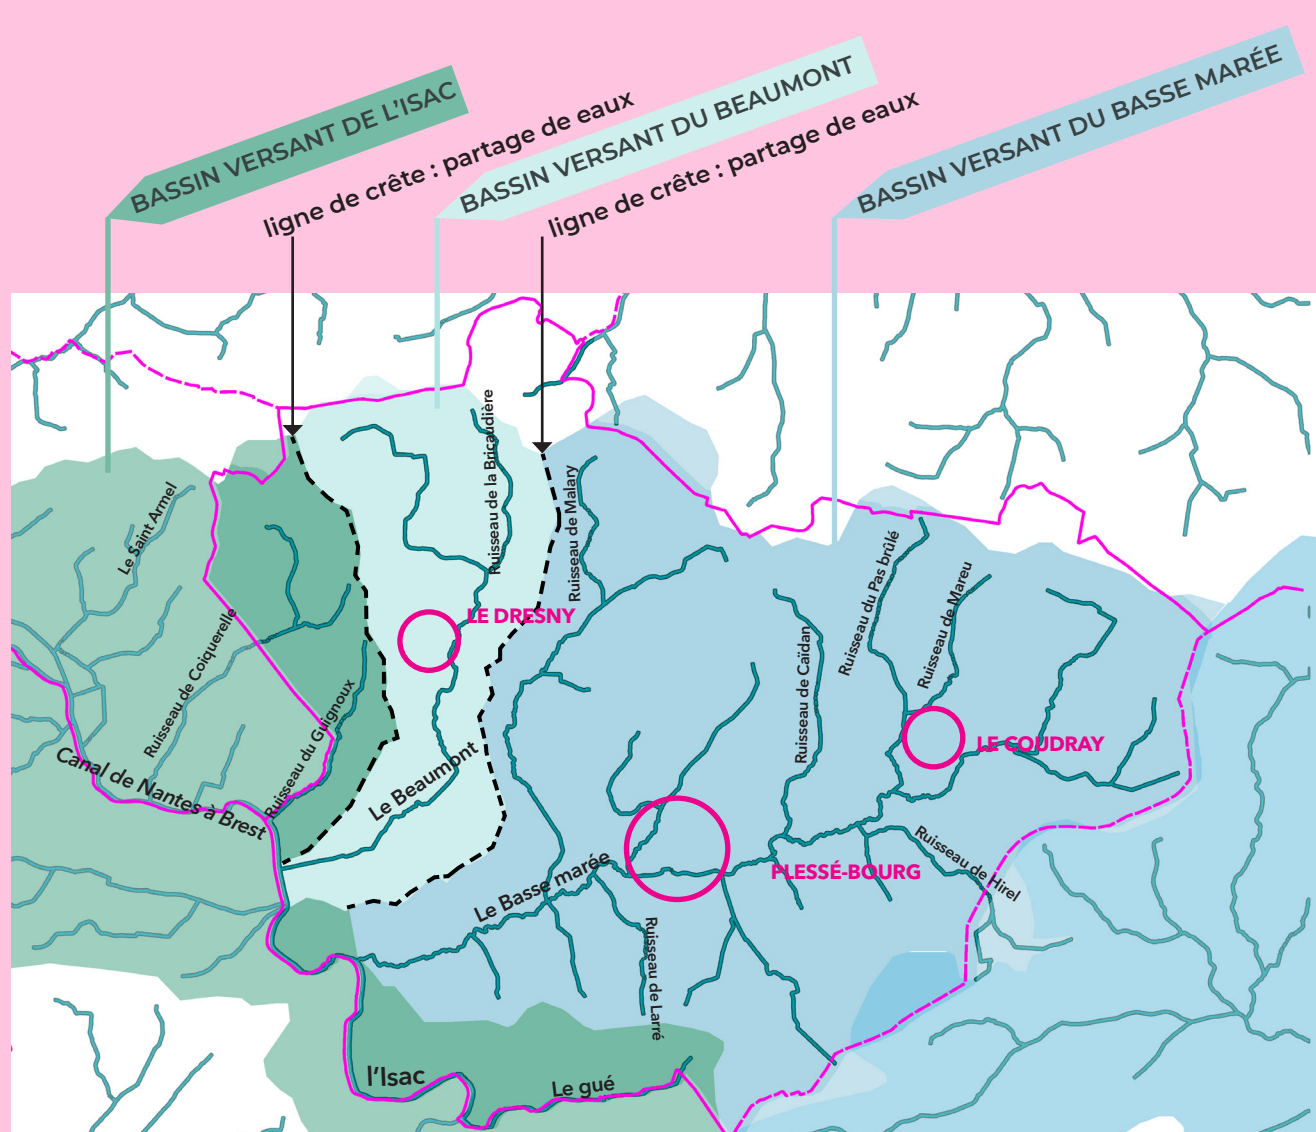 BASSIN VERSANT DE L'ISAC
ligne de crête : partage de eaux
BASSIN VERSANT DU BEAUMONT
ligne de crête : partage de eaux
BASSIN VERSANT DU BASSE MARÉE
Le Saint Armel
Ruisseau de la Bricaudière
Ruisseau de Malary
Ruisseau du Pas brûlé
Ruisseau de Mareu
LE DRESNY
Ruisseau de Coiquerelle
Ruisseau du Guignoux
Ruisseau de Caïdan
LE COUDRAY
Canal de Nantes à Brest
Le Beaumont
Le Basse marée
PLESSÉ-BOURG
Ruisseau de Hirel
Ruisseau de Larré
l'Isac
Le gué